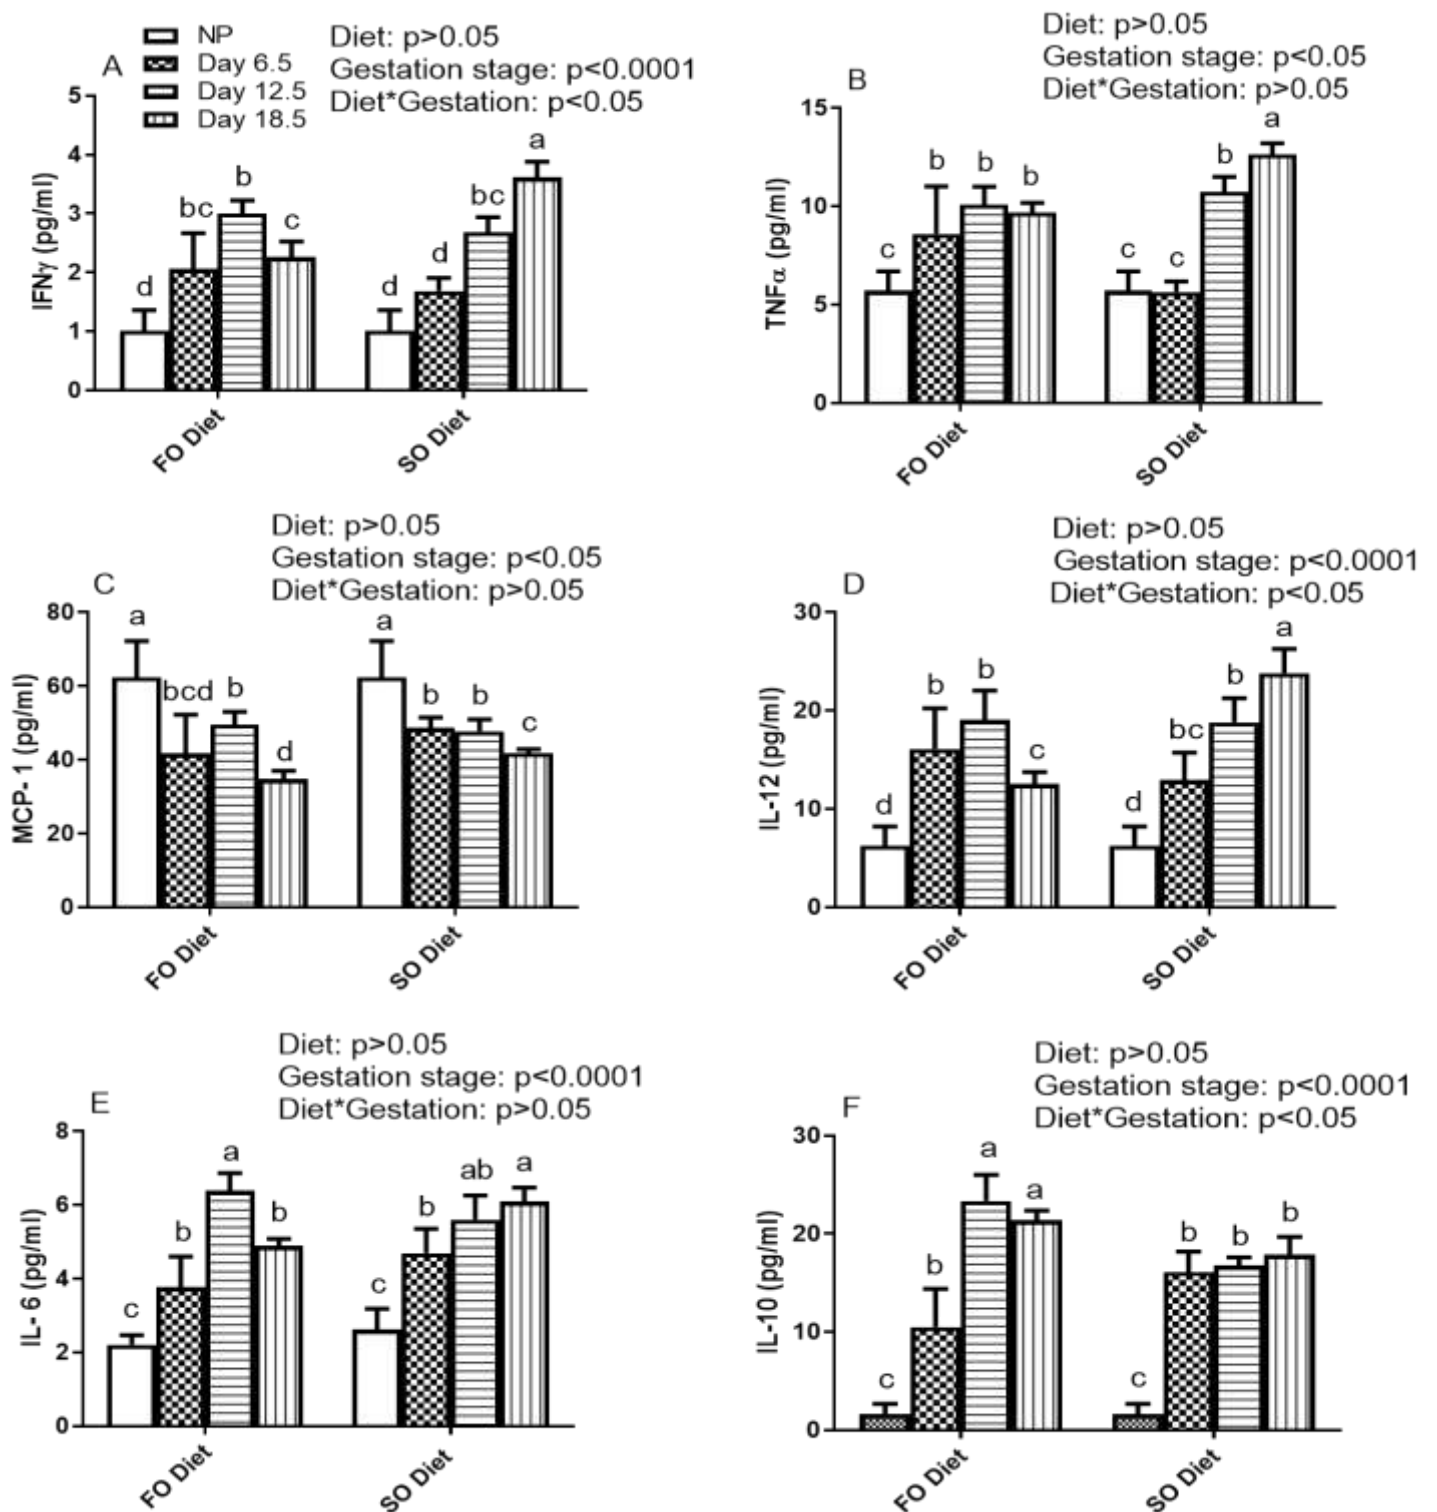 A
NP
Day 6.5
Day 12.5
Day 18.5
Diet: p>0.05
Gestation stage: p<0.0001
Diet*Gestation: p<0.05
IFNγ (pg/ml)
5
4
3
2
1
0
d
bc
b
c
d
d
bc
a
FO Diet
SO Diet
B
Diet: p>0.05
Gestation stage: p<0.05
Diet*Gestation: p>0.05
TNFα (pg/ml)
15
10
5
0
c
b
b
b
c
c
b
a
FO Diet
SO Diet
C
Diet: p>0.05
Gestation stage: p<0.05
Diet*Gestation: p>0.05
MCP- 1 (pg/ml)
80
60
40
20
0
a
bcd
b
d
a
b
b
c
FO Diet
SO Diet
D
Diet: p>0.05
Gestation stage: p<0.0001
Diet*Gestation: p<0.05
IL-12 (pg/ml)
30
20
10
0
d
b
b
c
d
bc
b
a
FO Diet
SO Diet
E
Diet: p>0.05
Gestation stage: p<0.0001
Diet*Gestation: p>0.05
IL- 6 (pg/ml)
8
6
4
2
0
c
b
a
b
c
b
ab
a
FO Diet
SO Diet
F
Diet: p>0.05
Gestation stage: p<0.0001
Diet*Gestation: p<0.05
IL-10 (pg/ml)
30
20
10
0
c
b
a
a
c
b
b
b
FO Diet
SO Diet